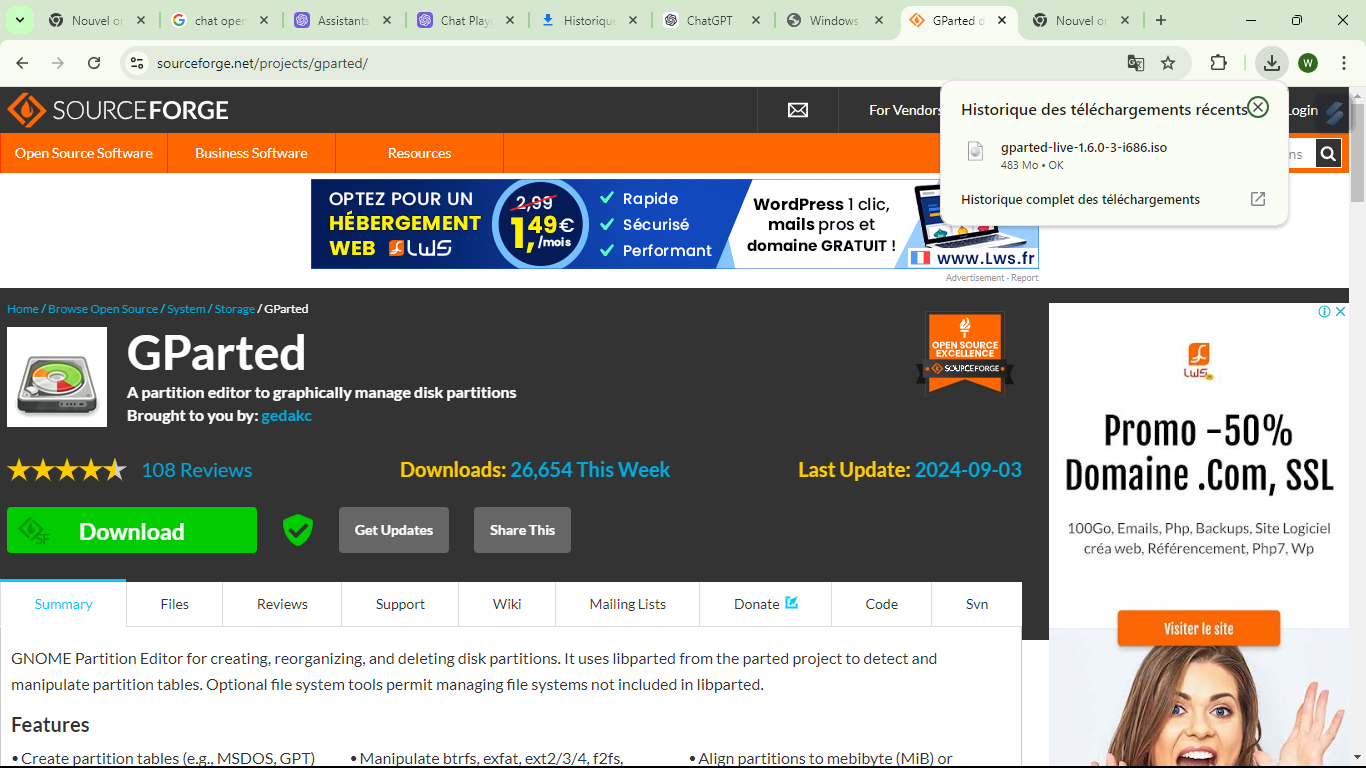 Nouvel or
chat open
Assistants
Chat Play
Historique
ChatGPT
Windows
GParted d
Nouvel or
sourceforge.net/projects/gparted/
W
SOURCEFORGE
For Vendors
Login
Historique des téléchargements récents
gparted-live-1.6.0-3-i686.iso
483 Mo • OK
Historique complet des téléchargements
Open Source Software
Business Software
Resources
OPTEZ POUR UN
HÉBERGEMENT
WEB LWS
2,99
1,49€
/mois
Rapide
Sécurisé
Performant
WordPress 1 clic,
mails pros et
domaine GRATUIT !
www.Lws.fr
Advertisement - Report
Home / Browse Open Source / System / Storage / GParted
GParted
A partition editor to graphically manage disk partitions
Brought to you by: gedakc
OPEN SOURCE
EXCELLENCE
SOURCEFORGE
108 Reviews
Downloads: 26,654 This Week
Last Update: 2024-09-03
SF
Download
Get Updates
Share This
Summary
Files
Reviews
Support
Wiki
Mailing Lists
Donate
Code
Svn
GNOME Partition Editor for creating, reorganizing, and deleting disk partitions. It uses libparted from the parted project to detect and
manipulate partition tables. Optional file system tools permit managing file systems not included in libparted.
Features
• Create partition tables (e.g., MSDOS, GPT)
• Manipulate btrfs, exfat, ext2/3/4, f2fs,
• Align partitions to mebibyte (MiB) or
LWS
Promo -50%
Domaine .Com, SSL
100Go, Emails, Php, Backups, Site Logiciel
créa web, Référencement, Php7, Wp
Visiter le site